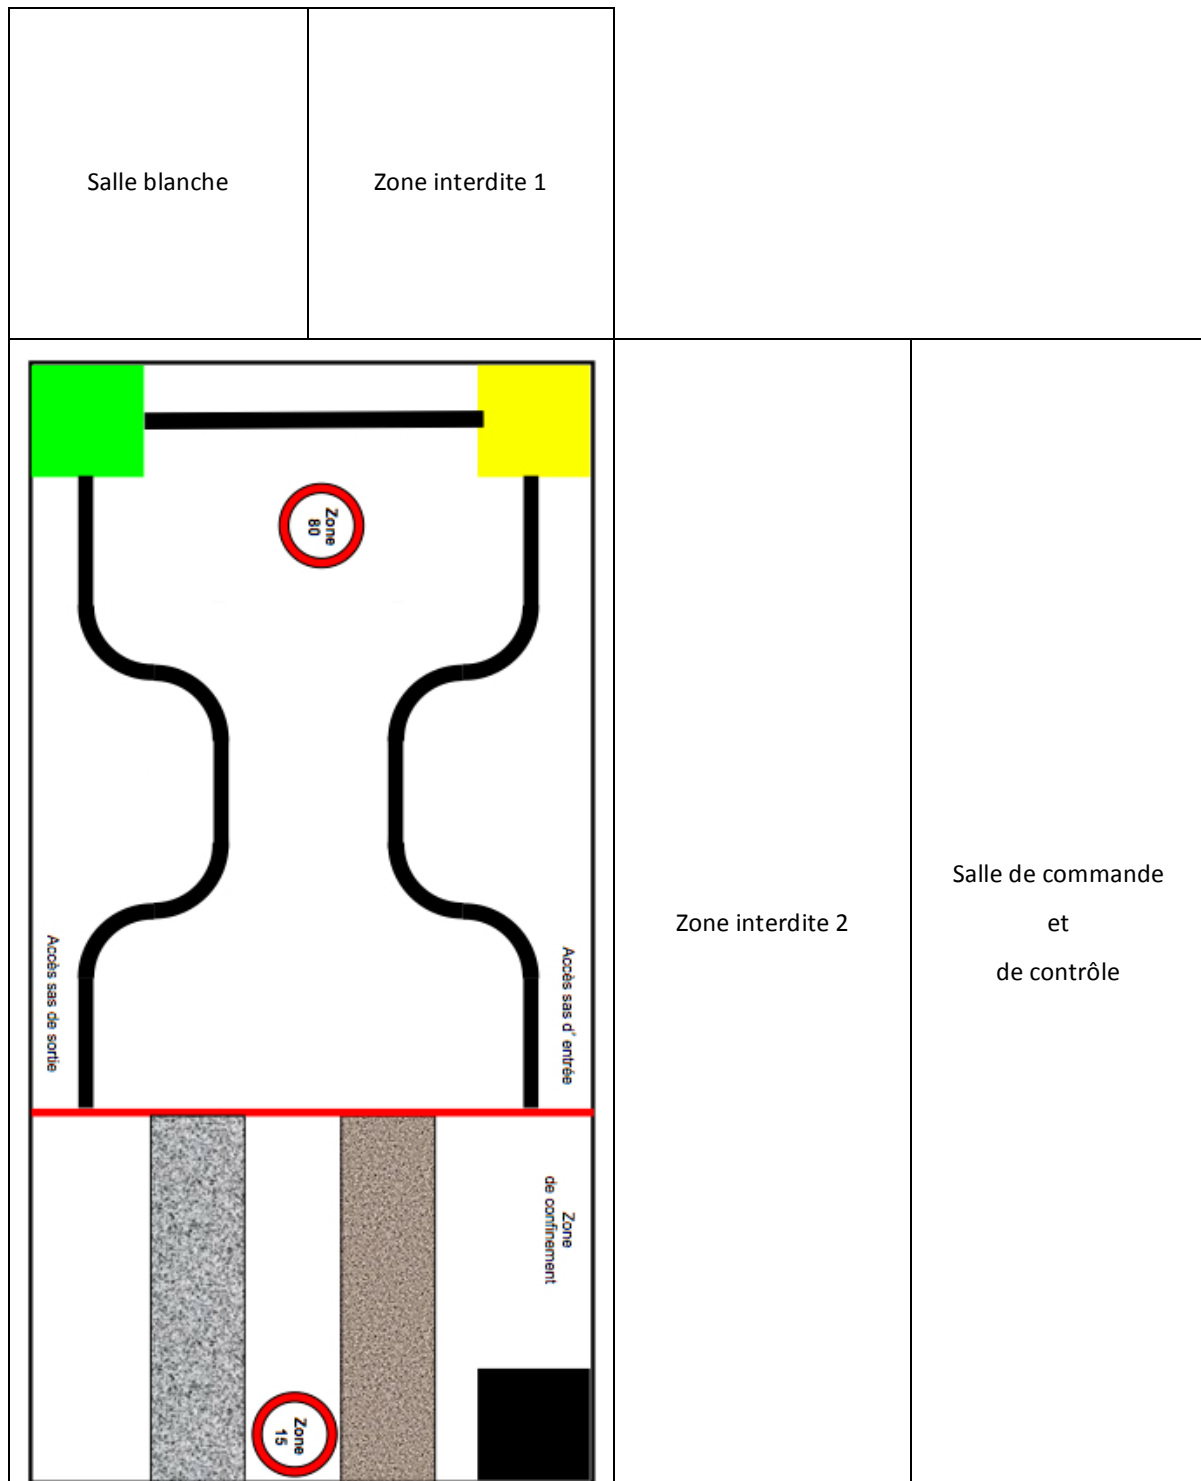 Salle blanche
Zone interdite 1
Zone
80
Accès sas de sortie
Accès sas d' entrée
Zone interdite 2
Salle de commande
et
de contrôle
Zone
de confinement
Zone
15